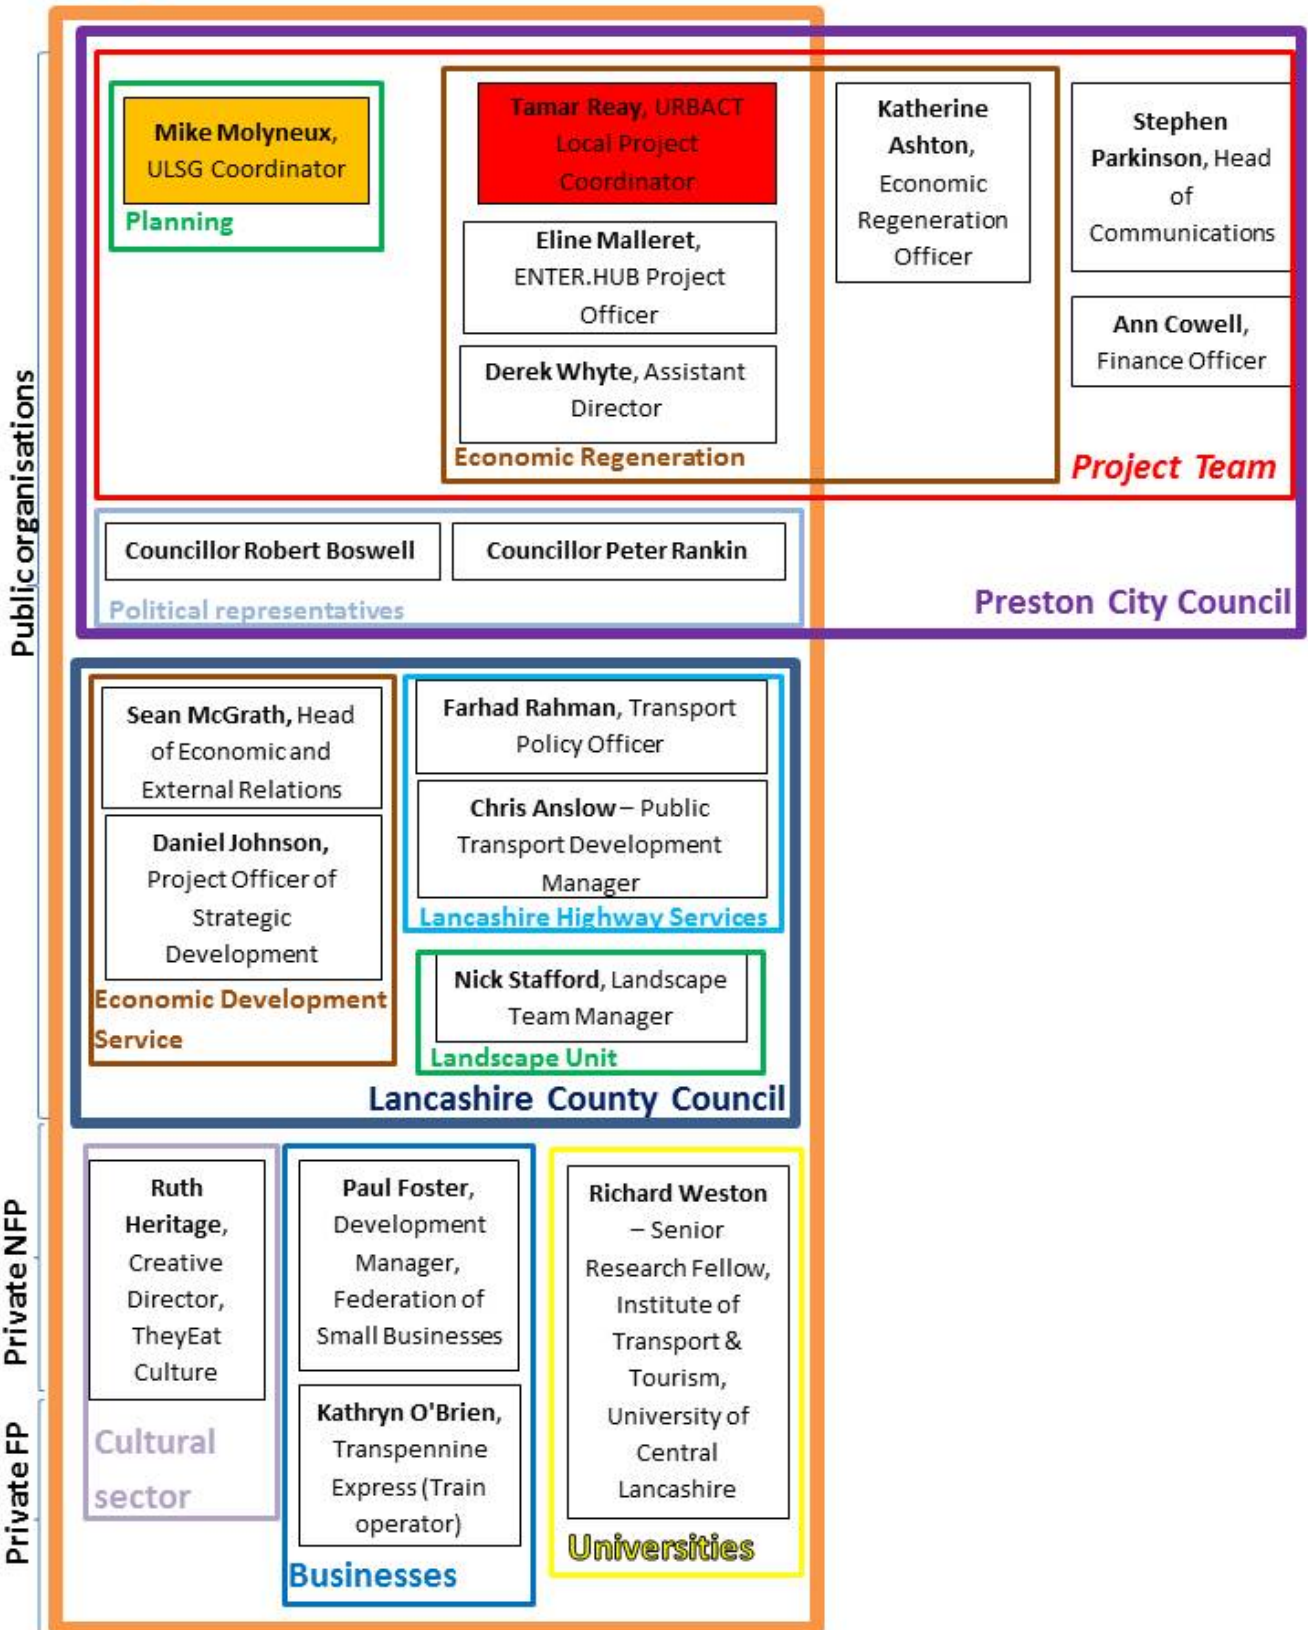 Public organisations
Mike Molyneux,
ULSG Coordinator
Planning
Tamar Reay, URBACT
Local Project
Coordinator
Eline Malleret,
ENTER.HUB Project
Officer
Derek Whyte, Assistant
Director
Economic Regeneration
Katherine
Ashton,
Economic
Regeneration
Officer
Stephen
Parkinson, Head
of
Communications
Ann Cowell,
Finance Officer
Project Team
Councillor Robert Boswell
Councillor Peter Rankin
Political representatives
Preston City Council
Sean McGrath, Head
of Economic and
External Relations
Daniel Johnson,
Project Officer of
Strategic
Development
Economic Development
Service
Farhad Rahman, Transport
Policy Officer
Chris Anslow – Public
Transport Development
Manager
Lancashire Highway Services
Nick Stafford, Landscape
Team Manager
Landscape Unit
Lancashire County Council
Private NFP
Private FP
Ruth
Heritage,
Creative
Director,
TheyEat
Culture
Cultural
sector
Paul Foster,
Development
Manager,
Federation of
Small Businesses
Kathryn O'Brien,
Transpennine
Express (Train
operator)
Businesses
Richard Weston
– Senior
Research Fellow,
Institute of
Transport &
Tourism,
University of
Central
Lancashire
Universities